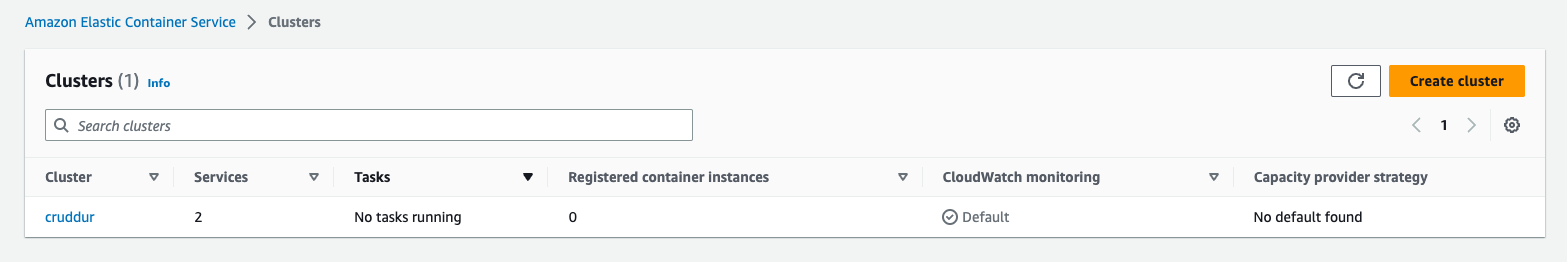 Amazon Elastic Container Service > Clusters
Clusters (1) Info
Create cluster
Search clusters
1
Cluster Services Tasks Registered container instances CloudWatch monitoring Capacity provider strategy
cruddur 2 No tasks running 0 Default No default found